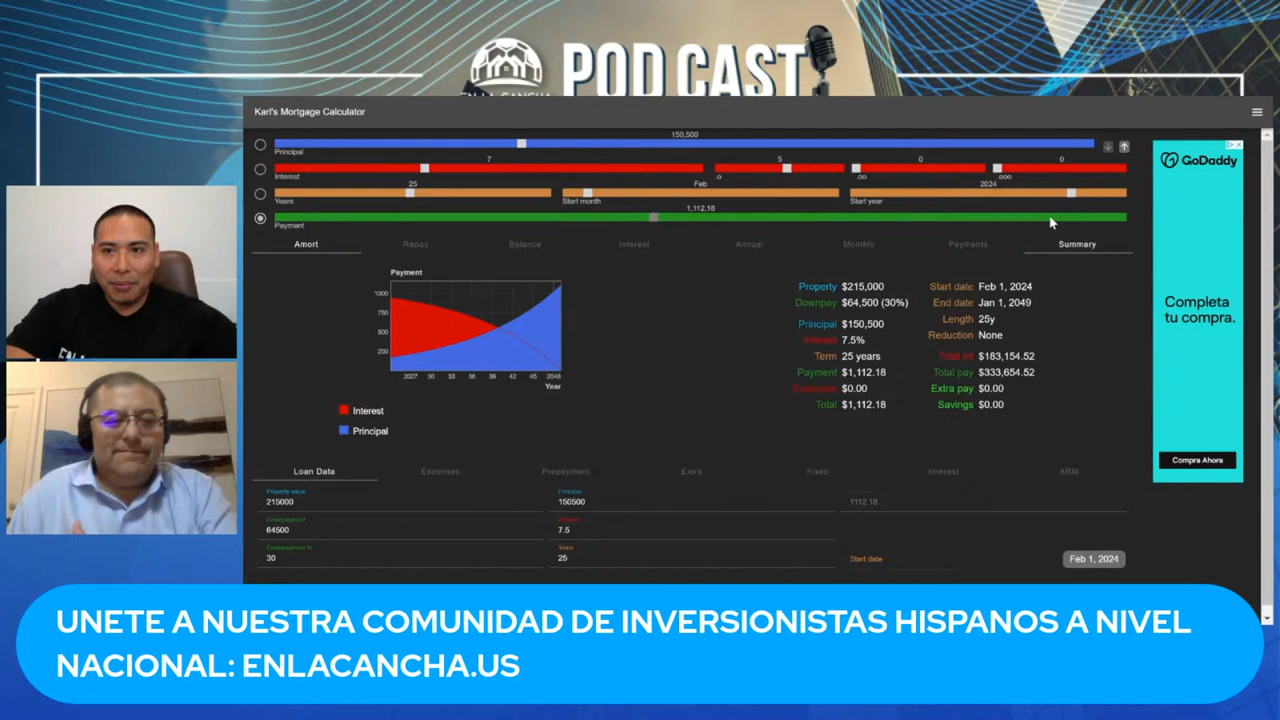 POD CAST
EN LA CANCHA
Karl's Mortgage Calculator
150,500
Principal
7 5 0 0
Interest .0 .00 .000
25 Feb 2024
Years Start month Start year
1,112.18
Payment
Amort Repay Balance Interest Annual Monthly Payments Summary
Payment
1000
750
500
250
2027 30 33 36 39 42 45 2048
Year
Interest
Principal
Property $215,000
Downpay $64,500 (30%)
Principal $150,500
Interest 7.5%
Term 25 years
Payment $1,112.18
Expenses $0.00
Total $1,112.18
Start date Feb 1, 2024
End date Jan 1, 2049
Length 25y
Reduction None
Total int $183,154.52
Total pay $333,654.52
Extra pay $0.00
Savings $0.00
Loan Data Expenses Prepayment Extra Fixed Interest ARM
Property value
215000
Principal
150500
1112.18
Downpayment
64500
7.5
Downpayment %
30
Years
25
Start date
Feb 1, 2024
GoDaddy
Completa
tu compra.
Compra Ahora
EN LA
UNETE A NUESTRA COMUNIDAD DE INVERSIONISTAS HISPANOS A NIVEL
NACIONAL: ENLACANCHA.US